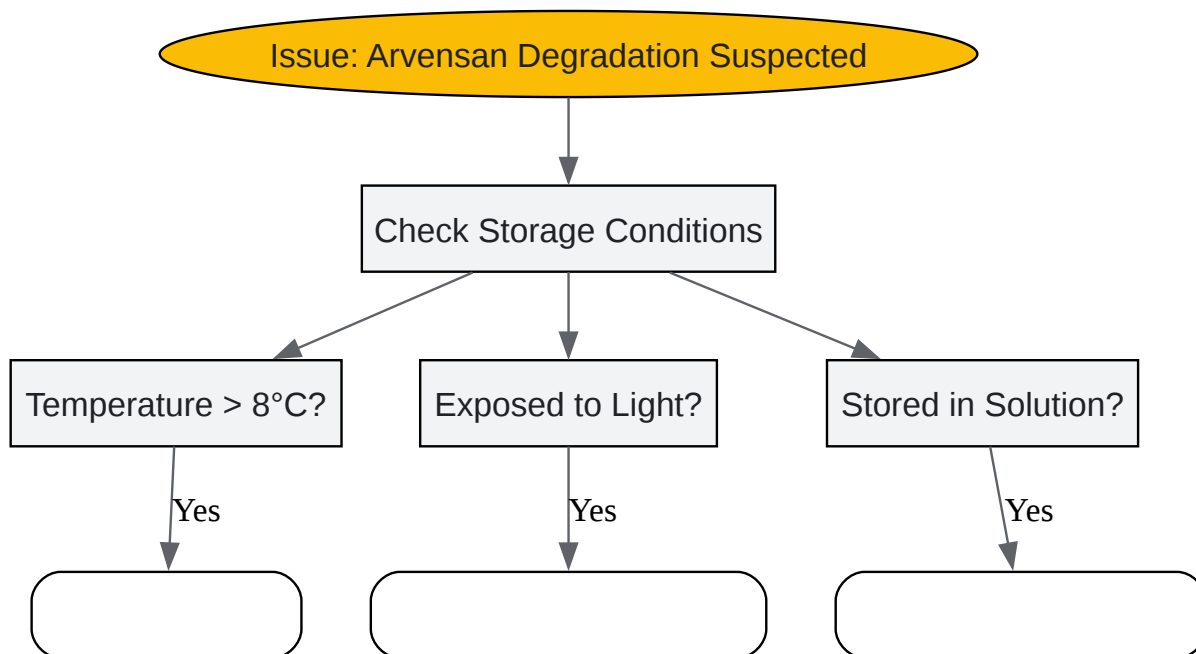 Issue: Arvensan Degradation Suspected
Check Storage Conditions
Temperature > 8°C?
Exposed to Light?
Stored in Solution?
Yes
Yes
Yes